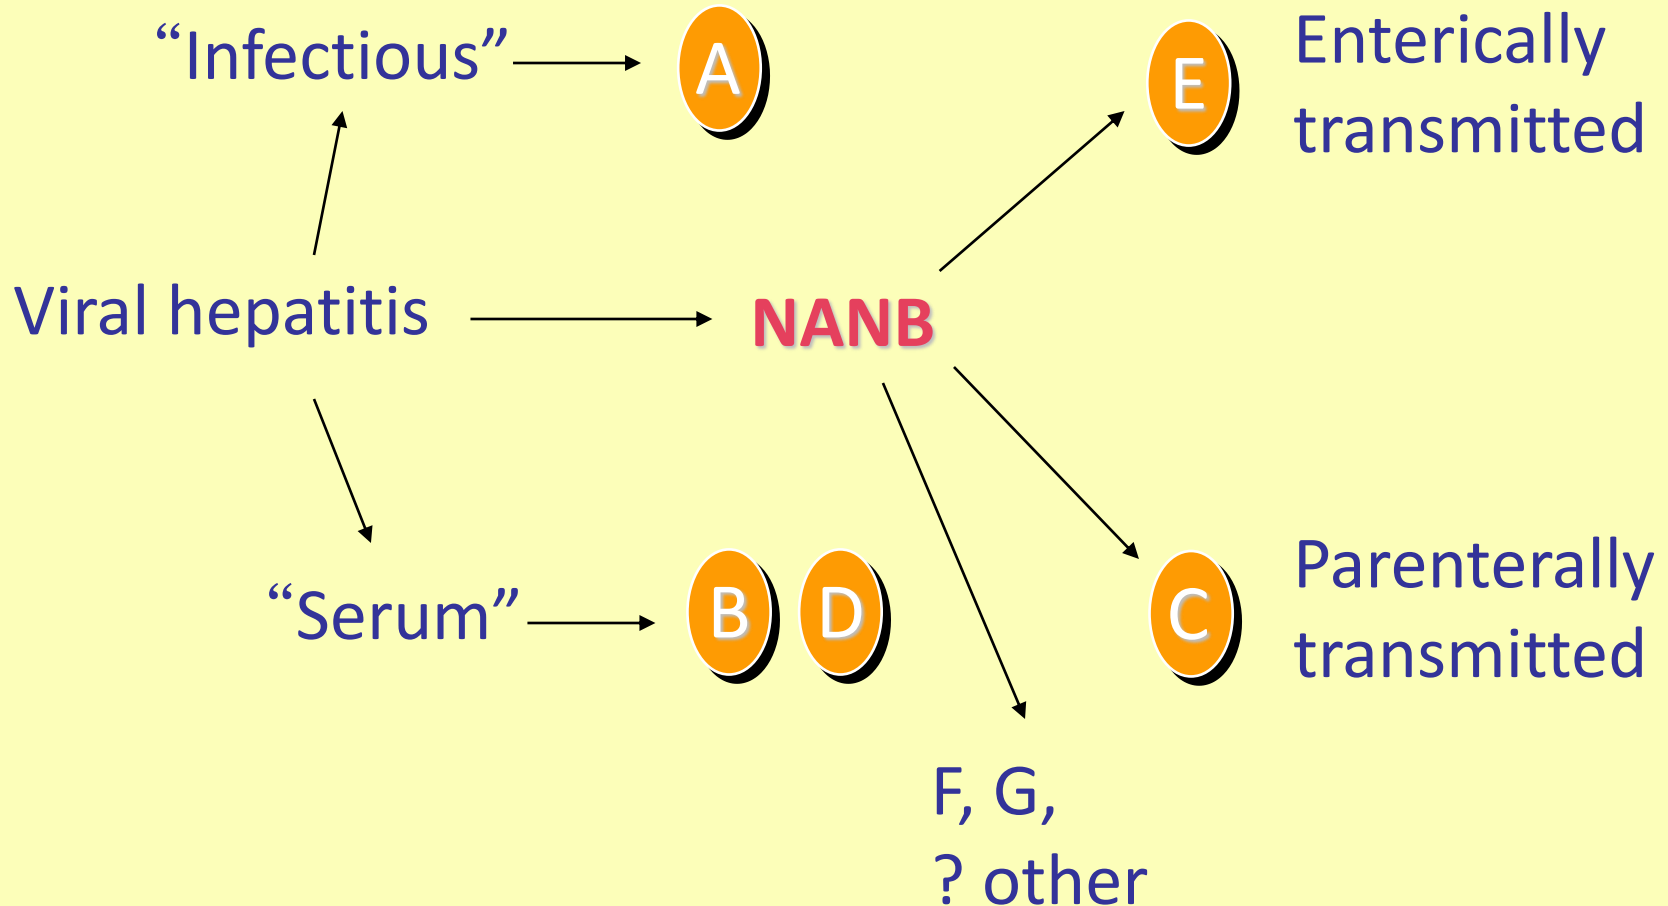 “Infectious”
A
E
Enterically
transmitted
Viral hepatitis
NANB
“Serum”
B
D
C
Parenterally
transmitted
F, G,
? other